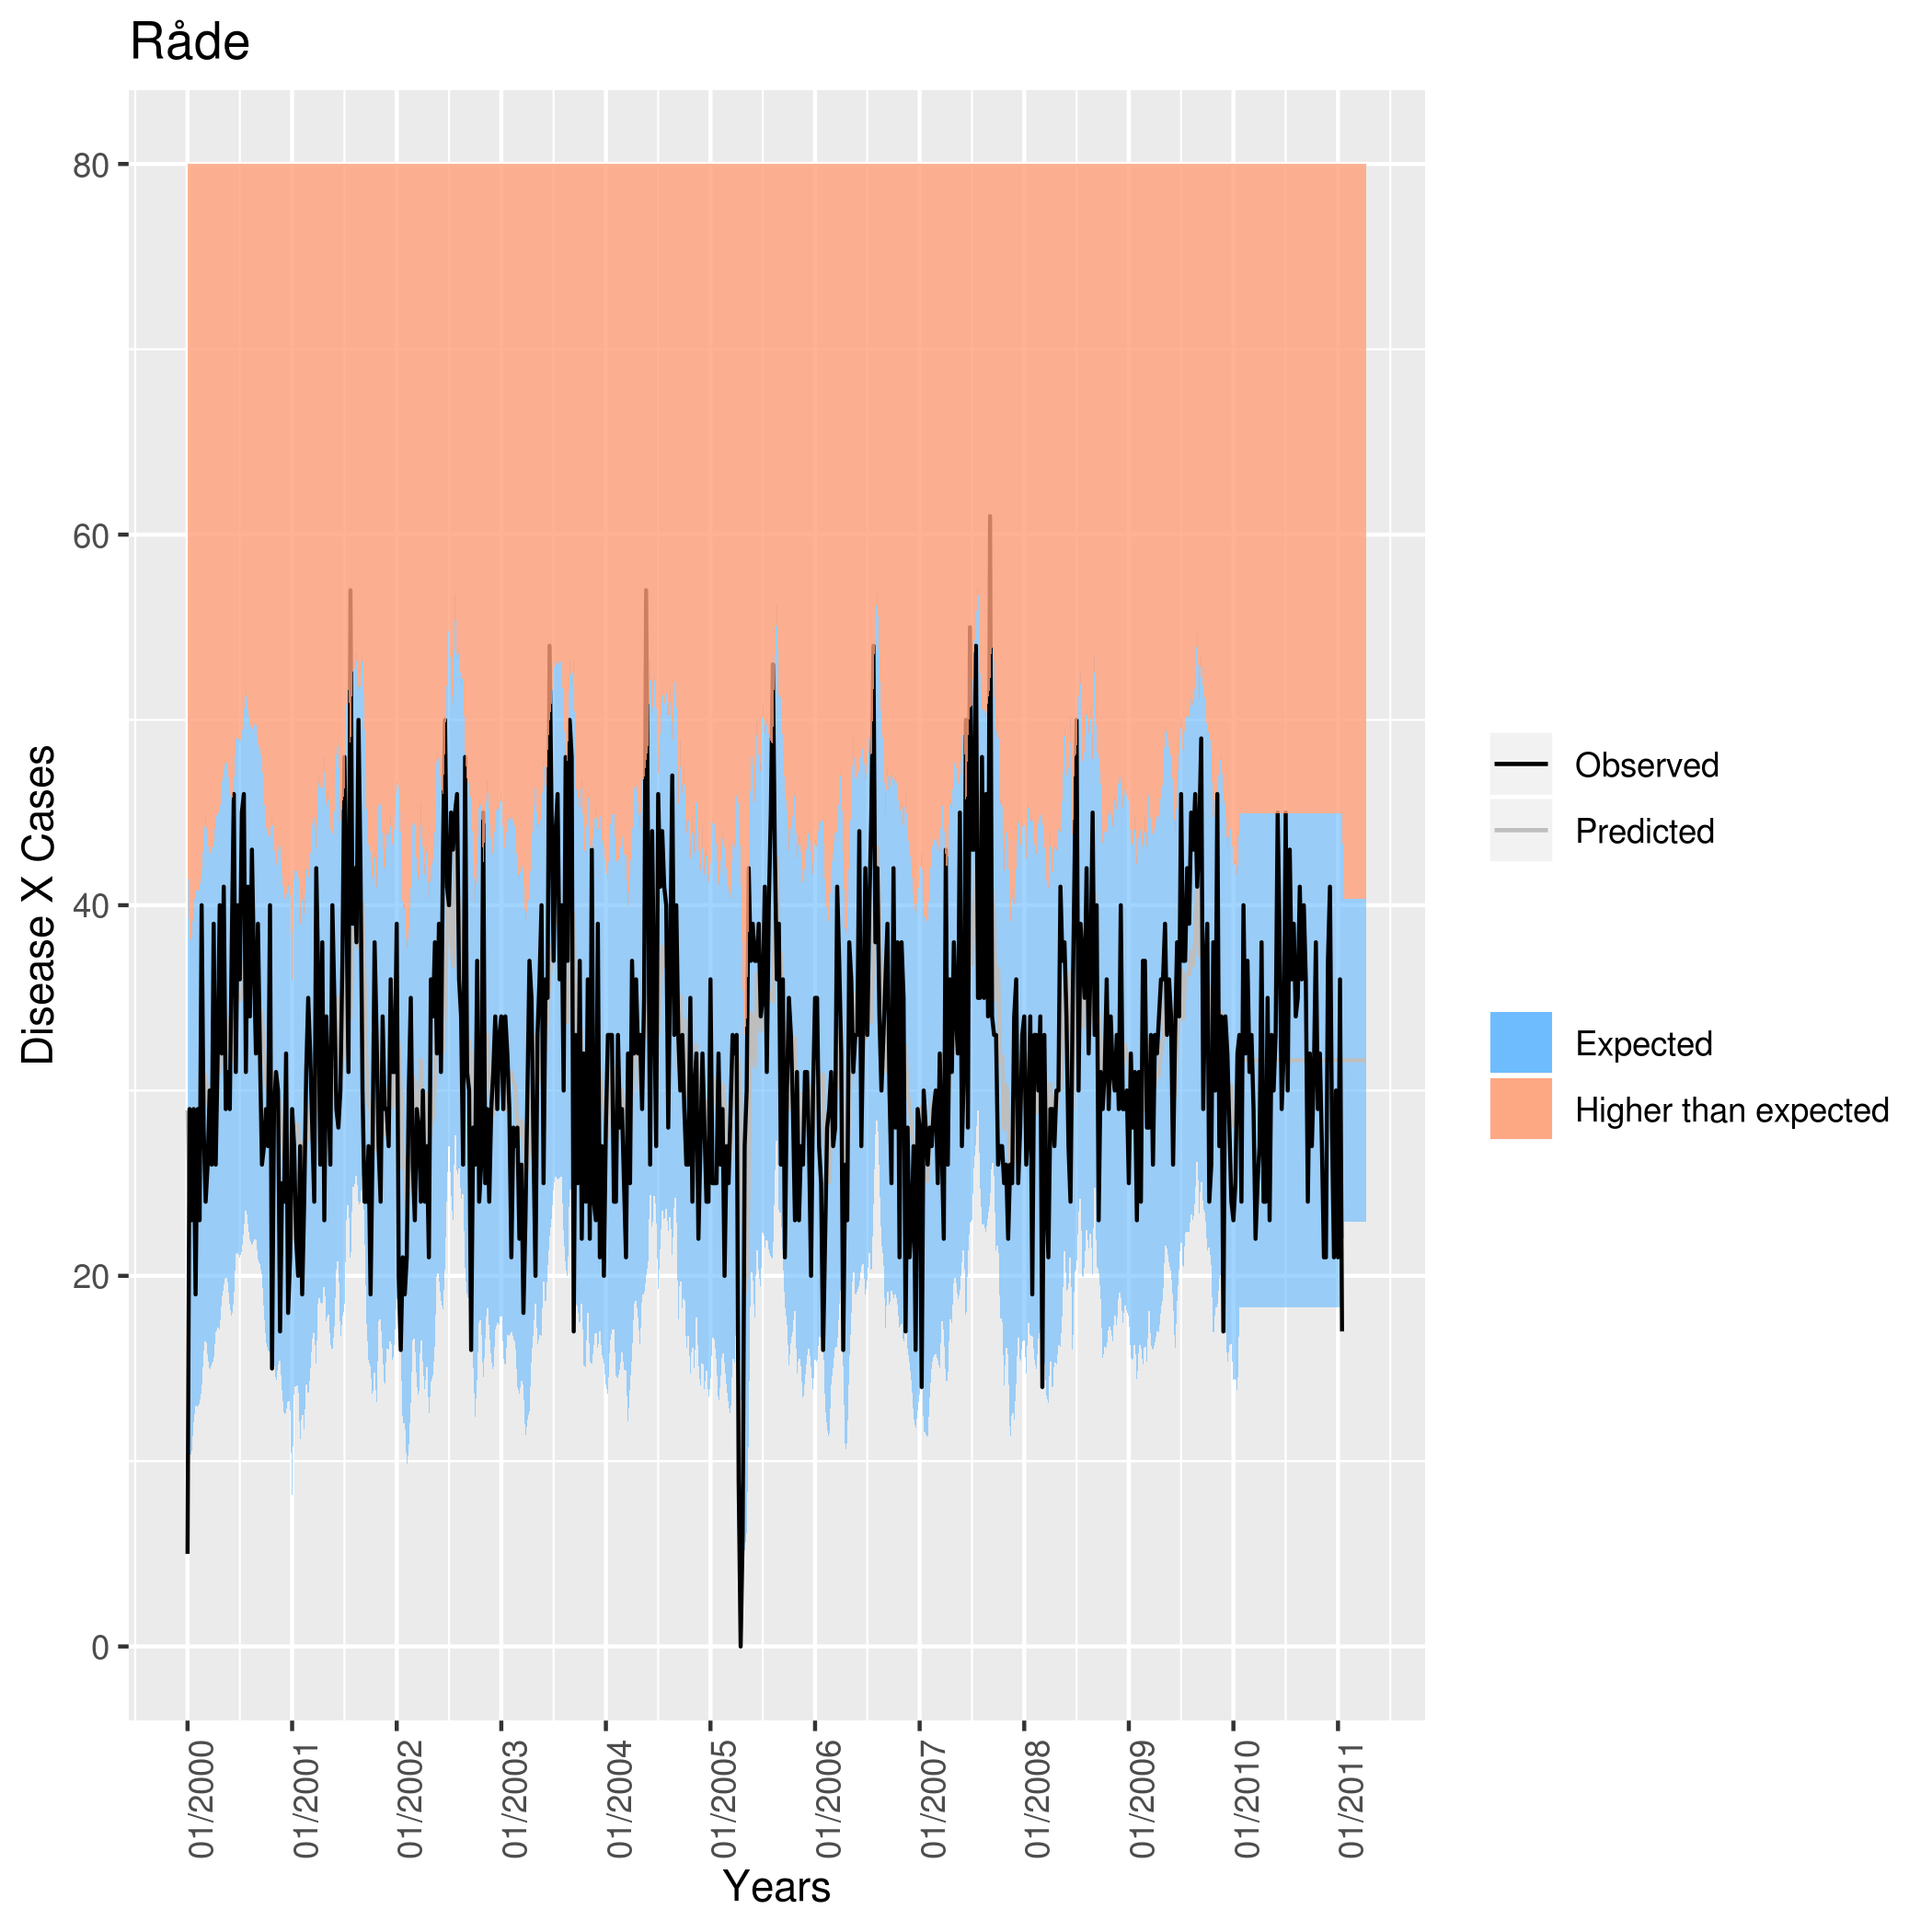 Råde
Disease X Cases
80
60
40
20
0
01/2000
01/2001
01/2002
01/2003
01/2004
01/2005
01/2006
01/2007
01/2008
01/2009
01/2010
01/2011
Years
Observed
Predicted
Expected
Higher than expected